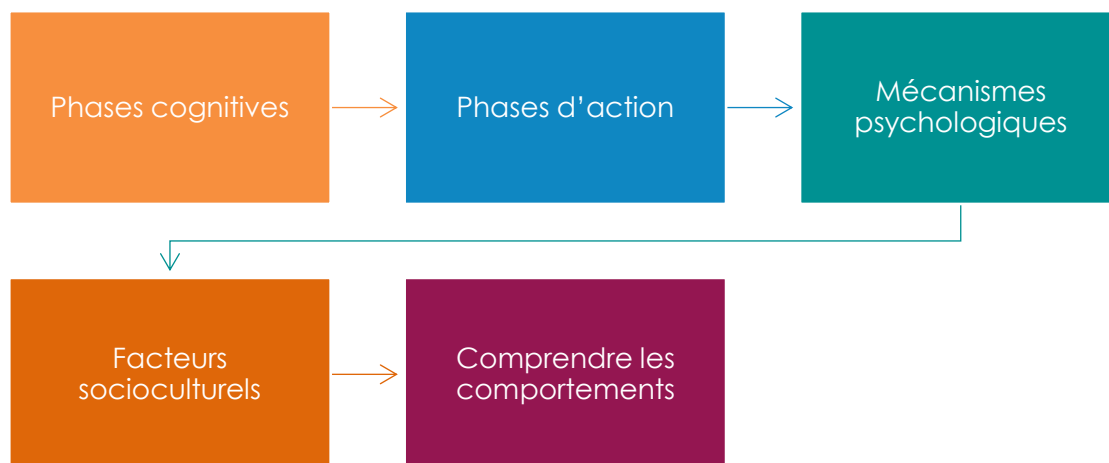 Phases cognitives
Phases d’action
Mécanismes
psychologiques
Facteurs
socioculturels
Comprendre les
comportements